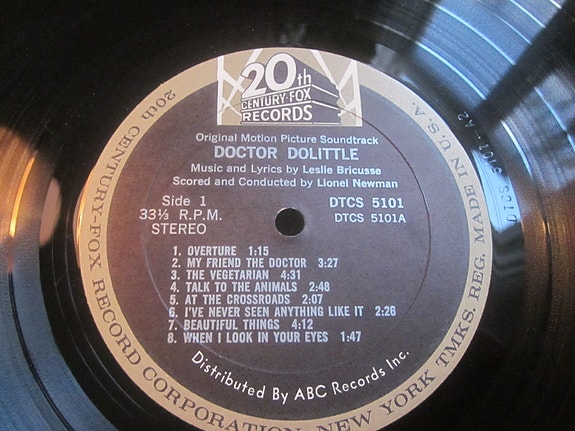 20th
CENTURY-FOX
RECORDS
Original Motion Picture Soundtrack
DOCTOR DOLITTLE
Music and Lyrics by Leslie Bricusse
Scored and Conducted by Lionel Newman
Side 1
33⅓ R.P.M.
STEREO
DTCS 5101
DTCS 5101A
1. OVERTURE 1:15
2. MY FRIEND THE DOCTOR 3:27
3. THE VEGETARIAN 4:31
4. TALK TO THE ANIMALS 2:48
5. AT THE CROSSROADS 2:07
6. I'VE NEVER SEEN ANYTHING LIKE IT 2:26
7. BEAUTIFUL THINGS 4:12
8. WHEN I LOOK IN YOUR EYES 1:47
Distributed By ABC Records Inc.
20th CENTURY-FOX RECORD CORPORATION, NEW YORK TMKS. REG. MADE IN U.S.A.
DTCS 5101-A2